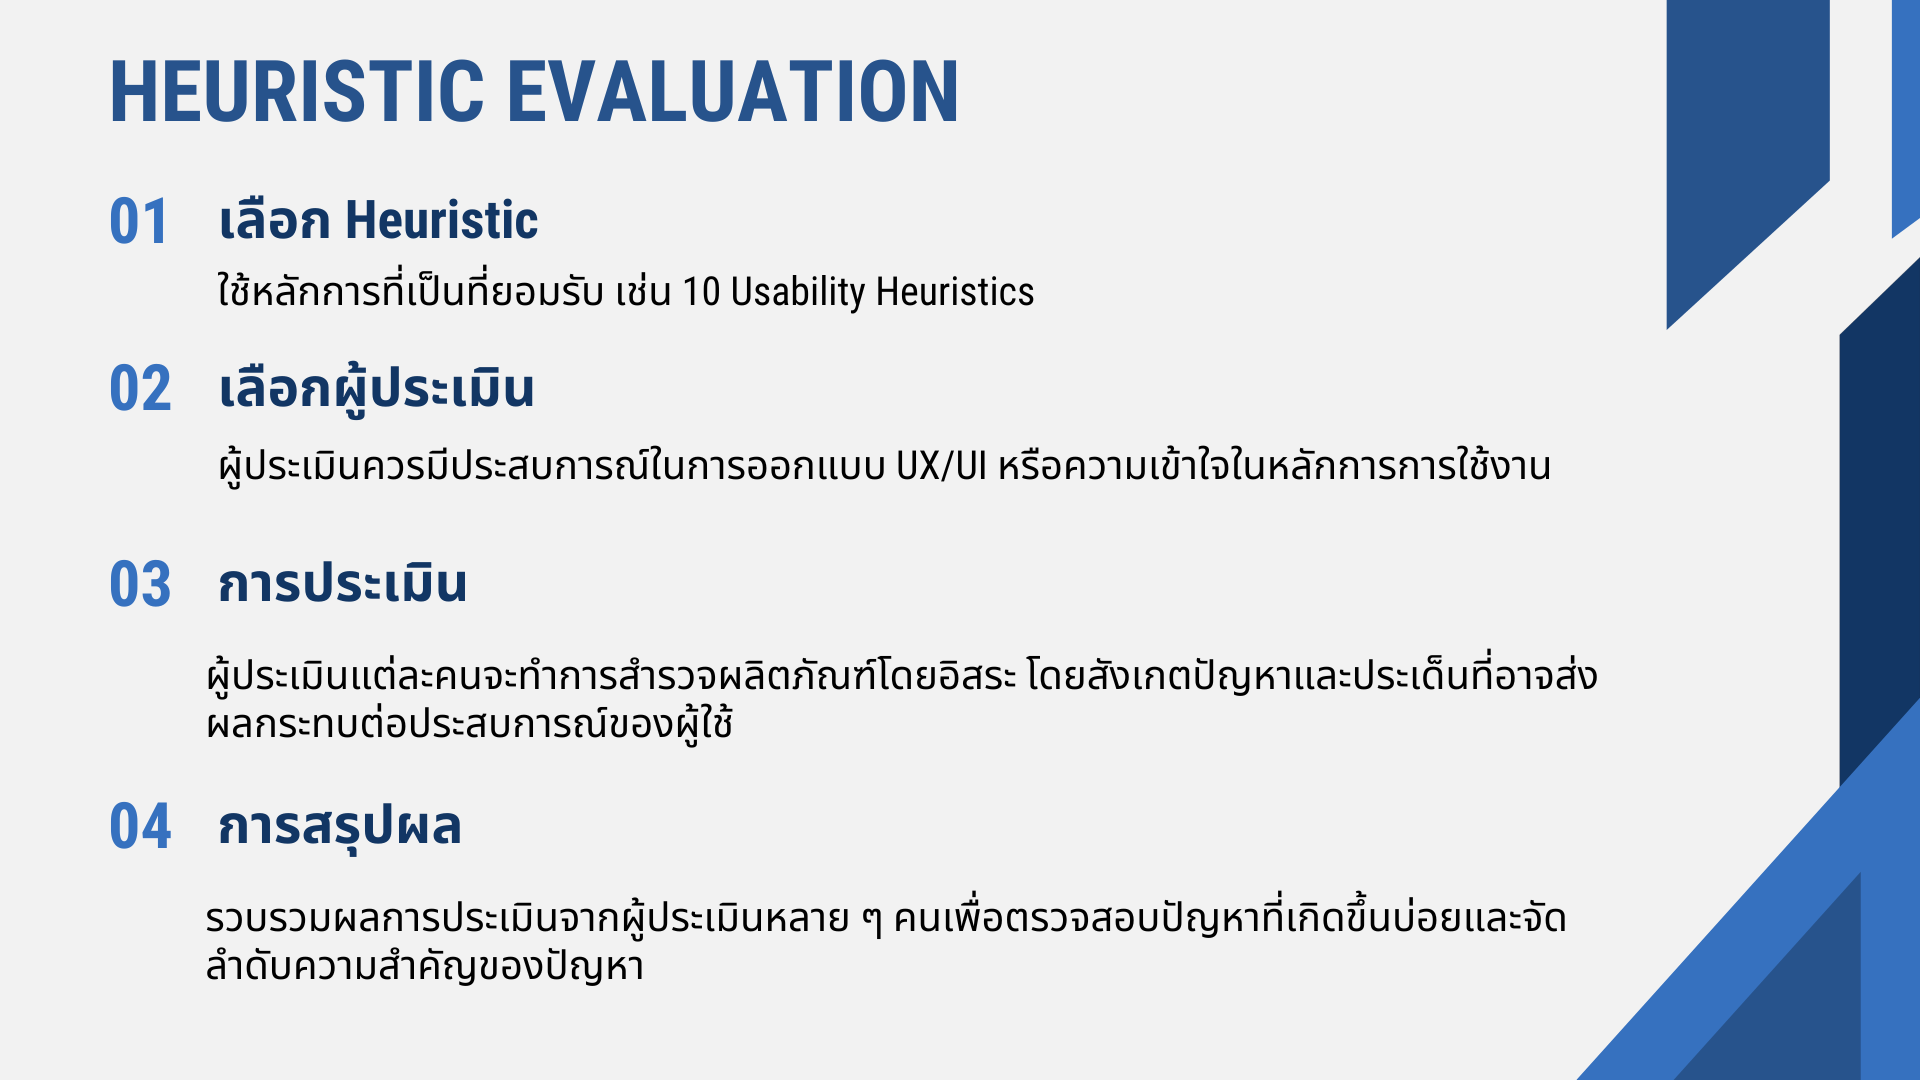 HEURISTIC EVALUATION
01 เลือก Heuristic
ใช้หลักการที่เป็นที่ยอมรับ เช่น 10 Usability Heuristics
02 เลือกผู้ประเมิน
ผู้ประเมินควรมีประสบการณ์ในการออกแบบ UX/UI หรือความเข้าใจในหลักการการใช้งาน
03 การประเมิน
ผู้ประเมินแต่ละคนจะทำการสำรวจผลิตภัณฑ์โดยอิสระ โดยสังเกตปัญหาและประเด็นที่อาจส่ง
ผลกระทบต่อประสบการณ์ของผู้ใช้
04 การสรุปผล
รวบรวมผลการประเมินจากผู้ประเมินหลาย ๆ คนเพื่อตรวจสอบปัญหาที่เกิดขึ้นบ่อยและจัด
ลำดับความสำคัญของปัญหา